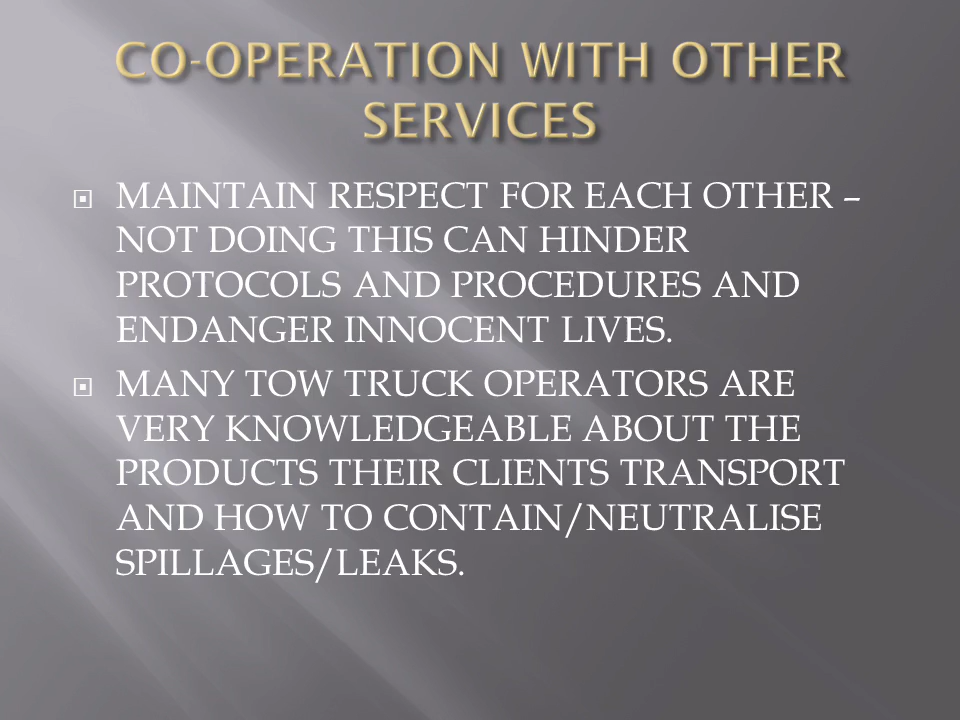 CO-OPERATION WITH OTHER
SERVICES
MAINTAIN RESPECT FOR EACH OTHER –
NOT DOING THIS CAN HINDER
PROTOCOLS AND PROCEDURES AND
ENDANGER INNOCENT LIVES.
MANY TOW TRUCK OPERATORS ARE
VERY KNOWLEDGEABLE ABOUT THE
PRODUCTS THEIR CLIENTS TRANSPORT
AND HOW TO CONTAIN/NEUTRALISE
SPILLAGES/LEAKS.